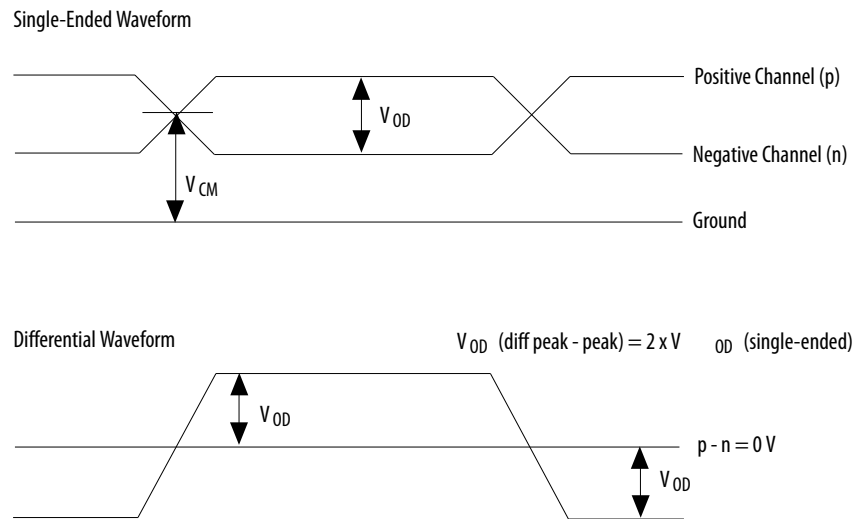 Single-Ended Waveform
Positive Channel (p)
V OD
Negative Channel (n)
V CM
Ground
Differential Waveform
V OD (diff peak - peak) = 2 x V OD (single-ended)
V OD
p - n = 0 V
V OD